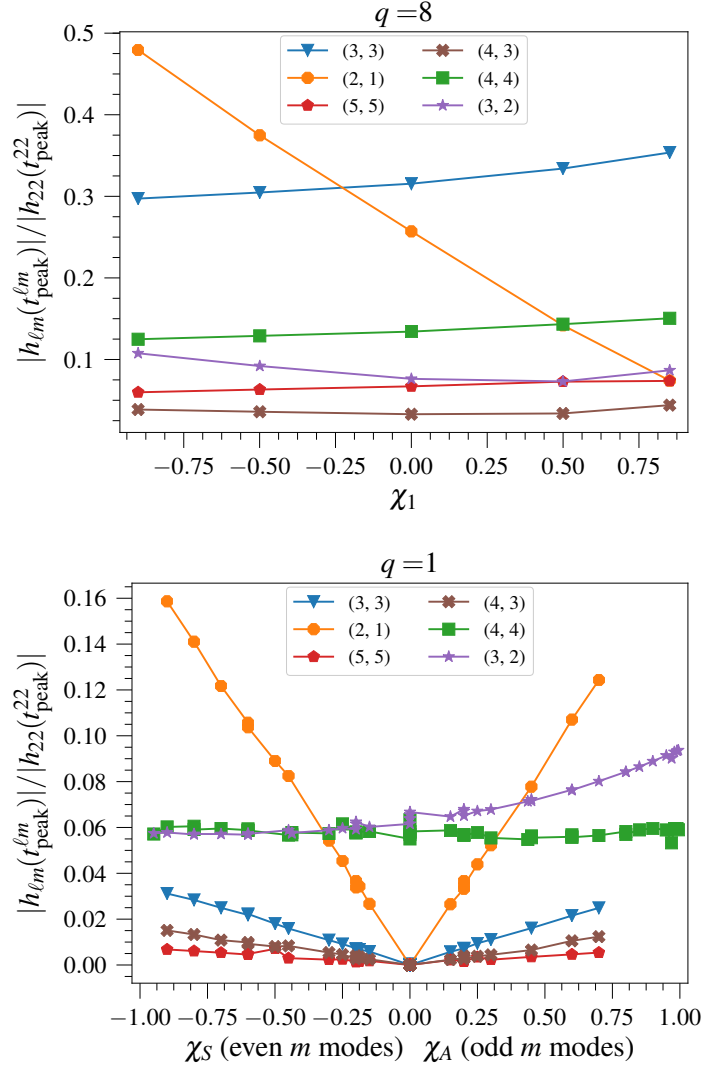 q =8
0.5
0.4
0.3
0.2
0.1
|hℓm(t^ℓm_peak)|/|h22(t^22_peak)|
(3, 3) (4, 3)
(2, 1) (4, 4)
(5, 5) (3, 2)
−0.75 −0.50 −0.25 0.00 0.25 0.50 0.75
χ1
q =1
0.16
0.14
0.12
0.10
0.08
0.06
0.04
0.02
0.00
|hℓm(t^ℓm_peak)|/|h22(t^22_peak)|
(3, 3) (4, 3)
(2, 1) (4, 4)
(5, 5) (3, 2)
−1.00 −0.75 −0.50 −0.25 0.00 0.25 0.50 0.75 1.00
χS (even m modes) χA (odd m modes)